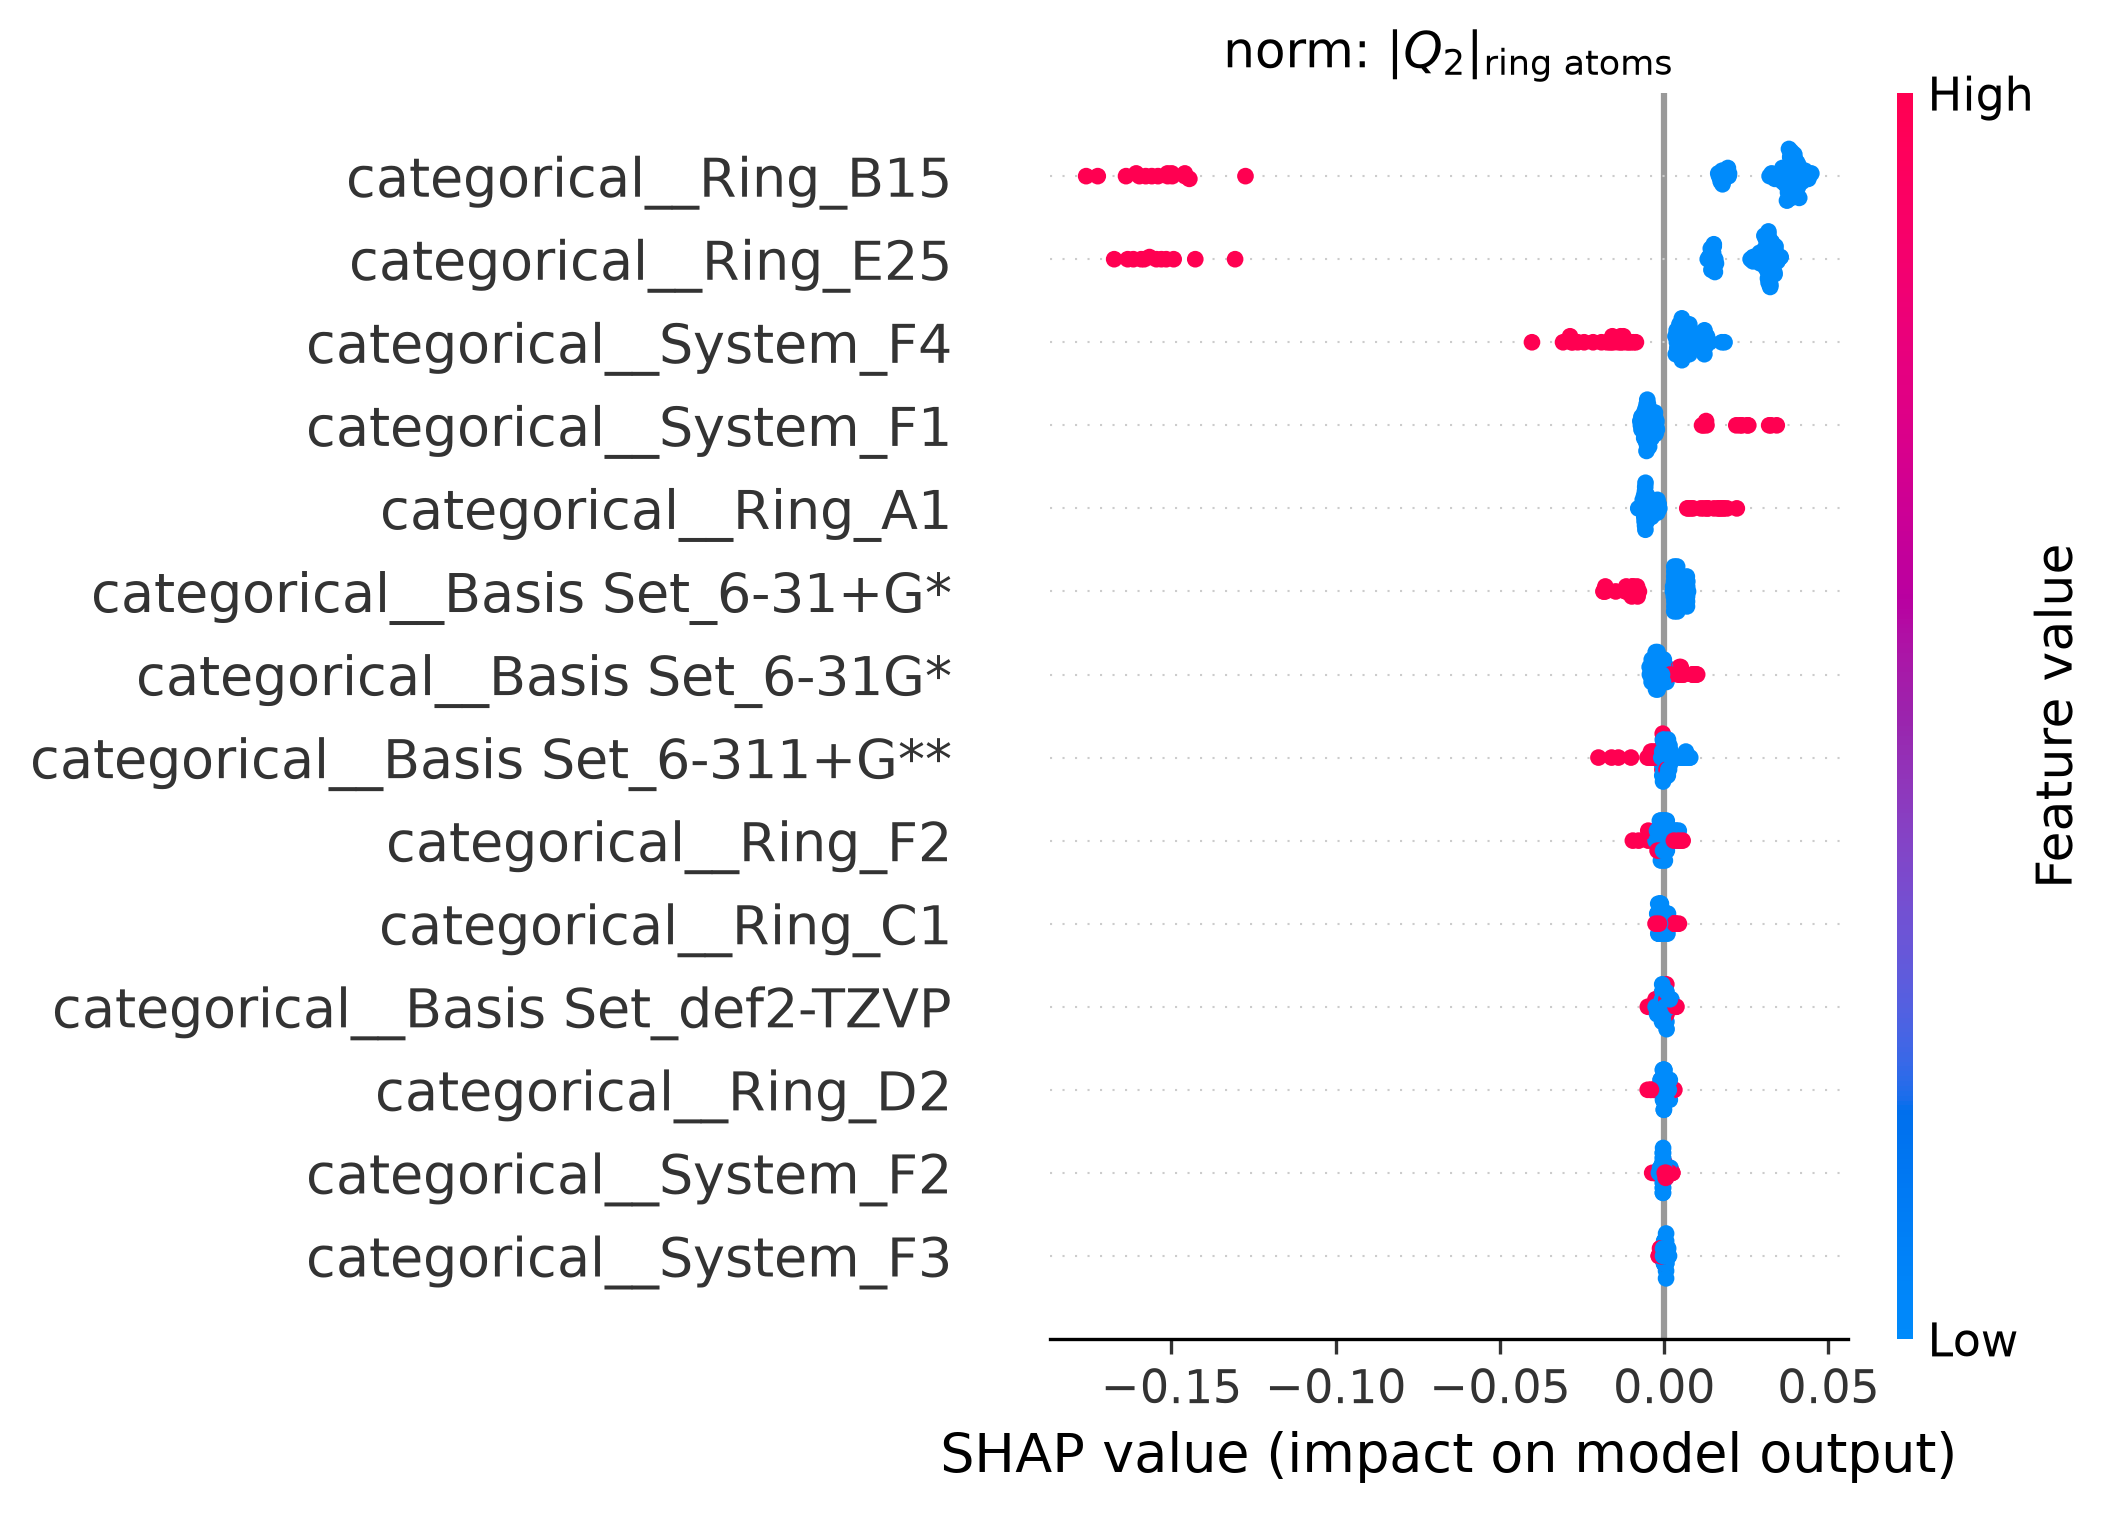 norm: |Q₂|ring atoms
High
categorical__Ring_B15
categorical__Ring_E25
categorical__System_F4
categorical__System_F1
categorical__Ring_A1
categorical__Basis Set_6-31+G*
categorical__Basis Set_6-31G*
categorical__Basis Set_6-311+G**
categorical__Ring_F2
categorical__Ring_C1
categorical__Basis Set_def2-TZVP
categorical__Ring_D2
categorical__System_F2
categorical__System_F3
Feature value
Low
−0.15 −0.10 −0.05 0.00 0.05
SHAP value (impact on model output)